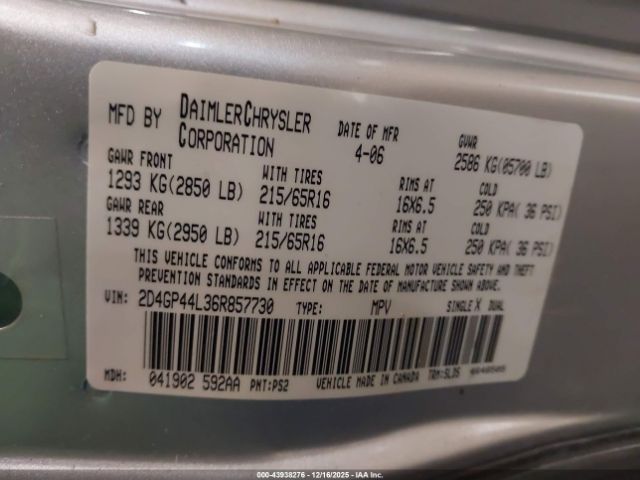 MFD BY DAIMLERCHRYSLER CORPORATION DATE OF MFR 4-06 GVWR 2586 KG(05700 LB)
GAWR FRONT WITH TIRES RIMS AT COLD
1293 KG(2850 LB) 215/65R16 16X6.5 250 KPA( 36 PSI)
GAWR REAR WITH TIRES RIMS AT COLD
1339 KG(2950 LB) 215/65R16 16X6.5 250 KPA( 36 PSI)
THIS VEHICLE CONFORMS TO ALL APPLICABLE FEDERAL MOTOR VEHICLE SAFETY AND THEFT
PREVENTION STANDARDS IN EFFECT ON THE DATE OF MANUFACTURE SHOWN ABOVE.
VIN: 2D4GP44L36R857730 TYPE: MPV SINGLE X DUAL
MDH: 041902 592AA PNT:PS2 VEHICLE MADE IN CANADA TRM:SLD5
000-43938276 - 12/16/2025 - IAA Inc.